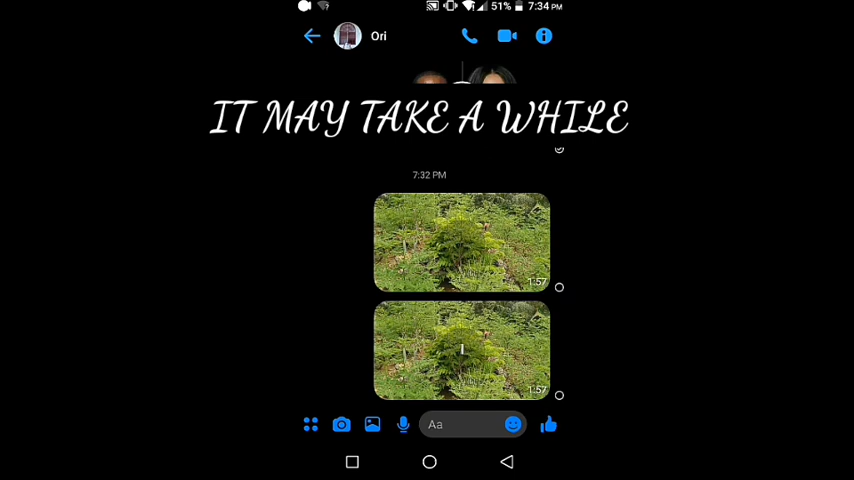 51% 7:34 PM
Ori
IT MAY TAKE A WHILE
7:32 PM
1:57
1:57
Aa